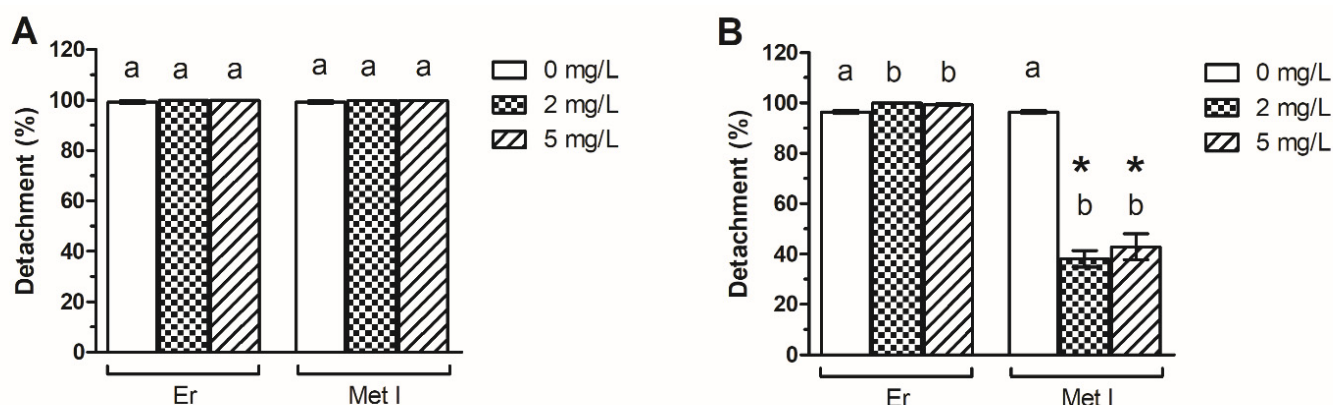 A
Detachment (%)
120
100
80
60
40
20
0
a a a a a a
Er Met I
0 mg/L
2 mg/L
5 mg/L
B
Detachment (%)
120
100
80
60
40
20
0
a b b a
* *
b b
Er Met I
0 mg/L
2 mg/L
5 mg/L